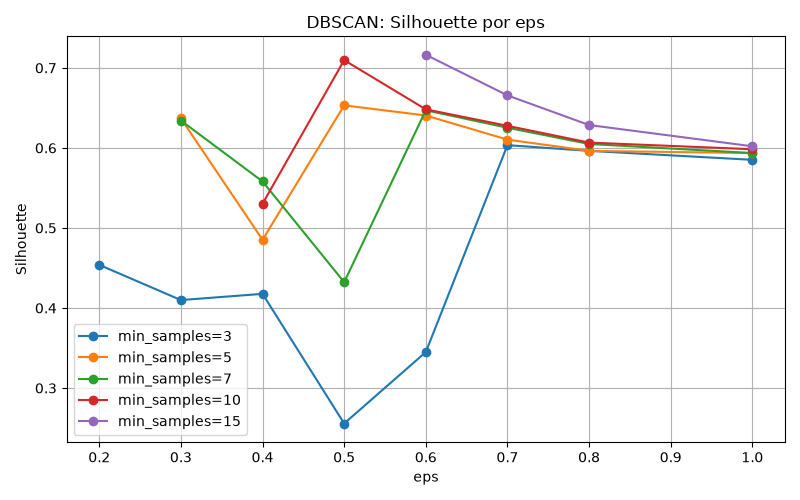 DBSCAN: Silhouette por eps
Silhouette
0.7
0.6
0.5
0.4
0.3
min_samples=3
min_samples=5
min_samples=7
min_samples=10
min_samples=15
0.2 0.3 0.4 0.5 0.6 0.7 0.8 0.9 1.0
eps